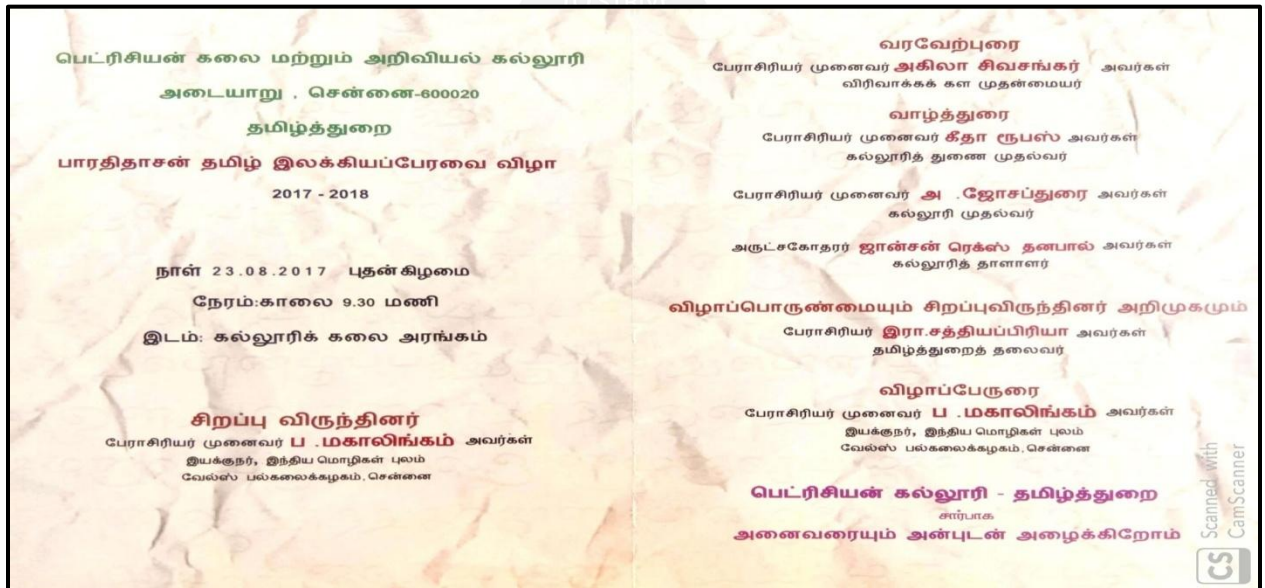 பெட்ரிசியன் கலை மற்றும் அறிவியல் கல்லூரி
அடையாறு , சென்னை-600020
தமிழ்த்துறை
பாரதிதாசன் தமிழ் இலக்கியப்பேரவை விழா
2017 - 2018
நாள் 23.08.2017 புதன்கிழமை
நேரம்:காலை 9.30 மணி
இடம்: கல்லூரிக் கலை அரங்கம்
சிறப்பு விருந்தினர்
பேராசிரியர் முனைவர் ப .மகாலிங்கம் அவர்கள்
இயக்குநர், இந்திய மொழிகள் புலம்
வேல்ஸ் பல்கலைக்கழகம்,சென்னை
வரவேற்புரை
பேராசிரியர் முனைவர் அகிலா சிவசங்கர் அவர்கள்
விரிவாக்கக் கள முதன்மையர்
வாழ்த்துரை
பேராசிரியர் முனைவர் கீதா ரூபஸ் அவர்கள்
கல்லூரித் துணை முதல்வர்
பேராசிரியர் முனைவர் அ .ஜோசப்துரை அவர்கள்
கல்லூரி முதல்வர்
அருட்சகோதரர் ஜான்சன் ரெக்ஸ் தனபால் அவர்கள்
கல்லூரித் தாளாளர்
விழாப்பொருண்மையும் சிறப்புவிருந்தினர் அறிமுகமும்
பேராசிரியர் இரா.சத்தியப்பிரியா அவர்கள்
தமிழ்த்துறைத் தலைவர்
விழாப்பேருரை
பேராசிரியர் முனைவர் ப .மகாலிங்கம் அவர்கள்
இயக்குநர், இந்திய மொழிகள் புலம்
வேல்ஸ் பல்கலைக்கழகம்,சென்னை
பெட்ரிசியன் கல்லூரி - தமிழ்த்துறை
சார்பாக
அனைவரையும் அன்புடன் அழைக்கிறோம்
CS Scanned with
CamScanner